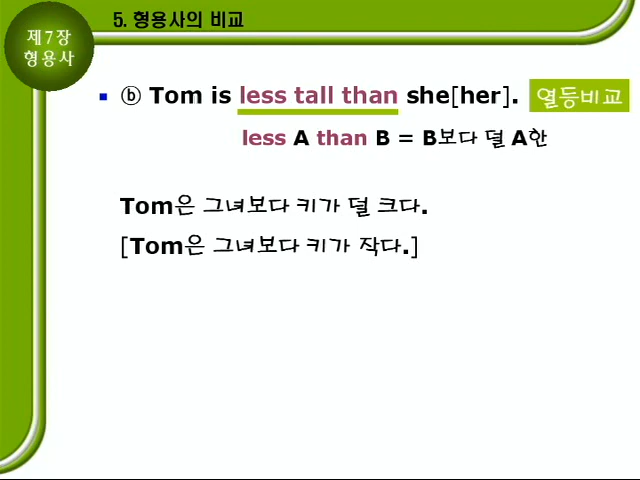 제7장
형용사
5. 형용사의 비교
▪ ⓑ Tom is less tall than she[her]. 열등비교
less A than B = B보다 덜 A한
Tom은 그녀보다 키가 덜 크다.
[Tom은 그녀보다 키가 작다.]